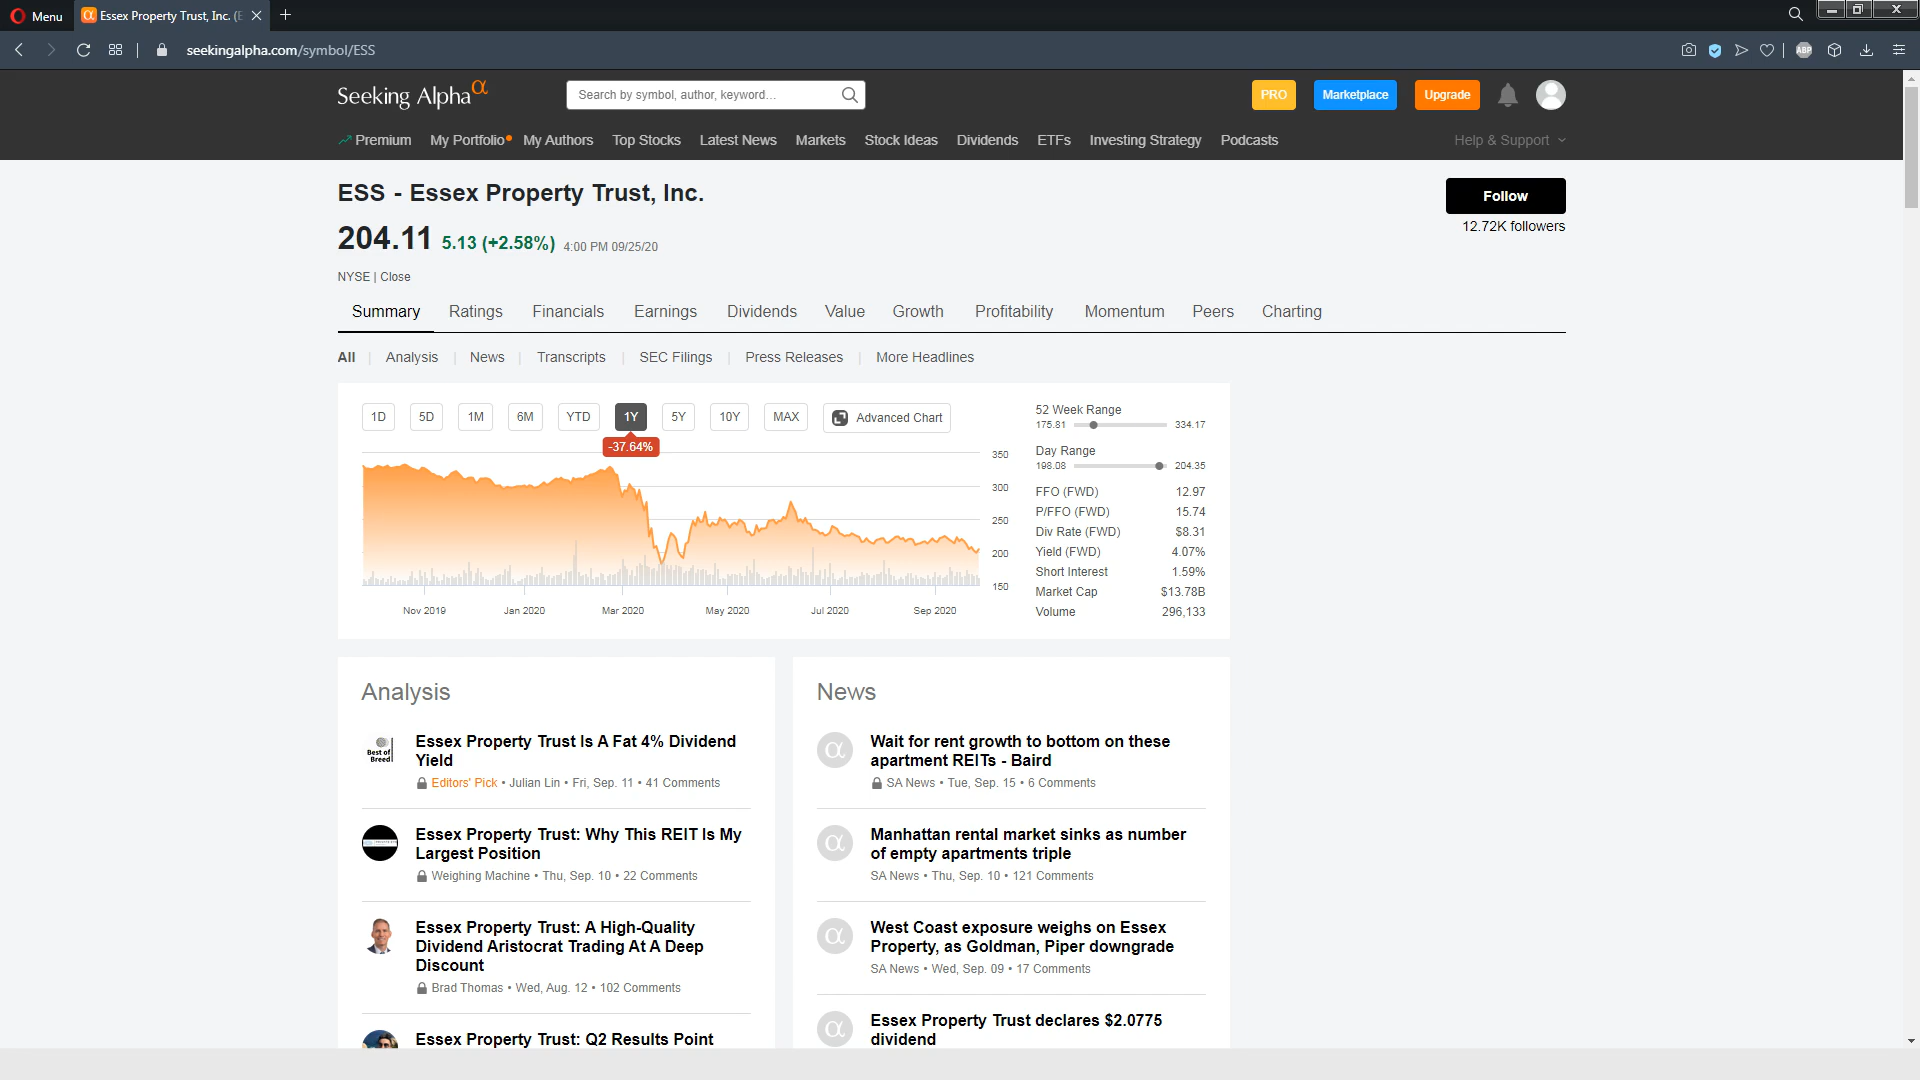 Menu
Essex Property Trust, Inc. (E
seekingalpha.com/symbol/ESS
ABP
Seeking Alpha α
Search by symbol, author, keyword...
PRO
Marketplace
Upgrade
Premium
My Portfolio
My Authors
Top Stocks
Latest News
Markets
Stock Ideas
Dividends
ETFs
Investing Strategy
Podcasts
Help & Support
ESS - Essex Property Trust, Inc.
Follow
12.72K followers
204.11 5.13 (+2.58%) 4:00 PM 09/25/20
NYSE | Close
Summary
Ratings
Financials
Earnings
Dividends
Value
Growth
Profitability
Momentum
Peers
Charting
All
Analysis
News
Transcripts
SEC Filings
Press Releases
More Headlines
1D
5D
1M
6M
YTD
1Y
5Y
10Y
MAX
Advanced Chart
-37.64%
350
300
250
200
150
Nov 2019
Jan 2020
Mar 2020
May 2020
Jul 2020
Sep 2020
52 Week Range
175.81 334.17
Day Range
198.08 204.35
FFO (FWD) 12.97
P/FFO (FWD) 15.74
Div Rate (FWD) $8.31
Yield (FWD) 4.07%
Short Interest 1.59%
Market Cap $13.78B
Volume 296,133
Analysis
Best of
Breed
Essex Property Trust Is A Fat 4% Dividend
Yield
Editors' Pick • Julian Lin • Fri, Sep. 11 • 41 Comments
Essex Property Trust: Why This REIT Is My
Largest Position
Weighing Machine • Thu, Sep. 10 • 22 Comments
Essex Property Trust: A High-Quality
Dividend Aristocrat Trading At A Deep
Discount
Brad Thomas • Wed, Aug. 12 • 102 Comments
Essex Property Trust: Q2 Results Point
News
α
Wait for rent growth to bottom on these
apartment REITs - Baird
SA News • Tue, Sep. 15 • 6 Comments
α
Manhattan rental market sinks as number
of empty apartments triple
SA News • Thu, Sep. 10 • 121 Comments
α
West Coast exposure weighs on Essex
Property, as Goldman, Piper downgrade
SA News • Wed, Sep. 09 • 17 Comments
α
Essex Property Trust declares $2.0775
dividend